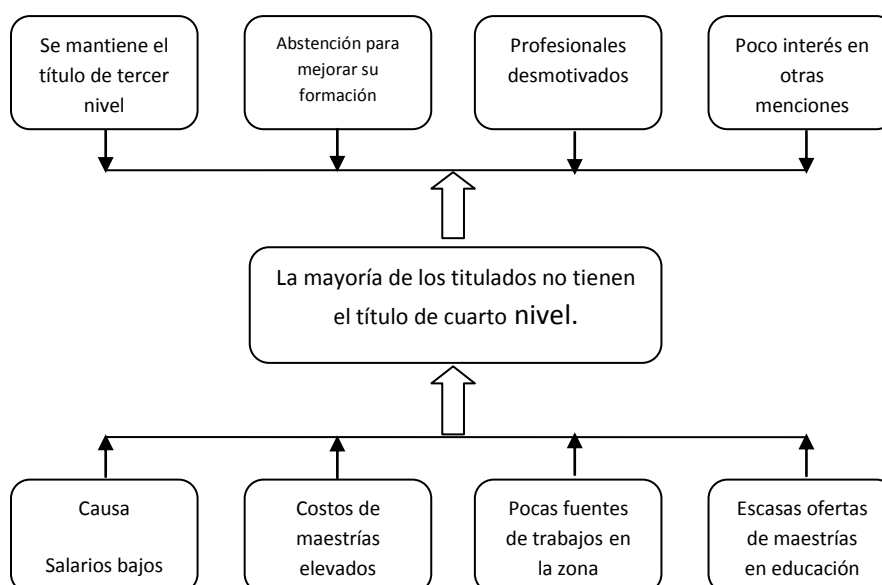 Se mantiene el
título de tercer
nivel
Abstención para
mejorar su
formación
Profesionales
desmotivados
Poco interés en
otras
menciones
La mayoría de los titulados no tienen
el título de cuarto nivel.
Causa
Salarios bajos
Costos de
maestrías
elevados
Pocas fuentes
de trabajos en
la zona
Escasas ofertas
de maestrías
en educación